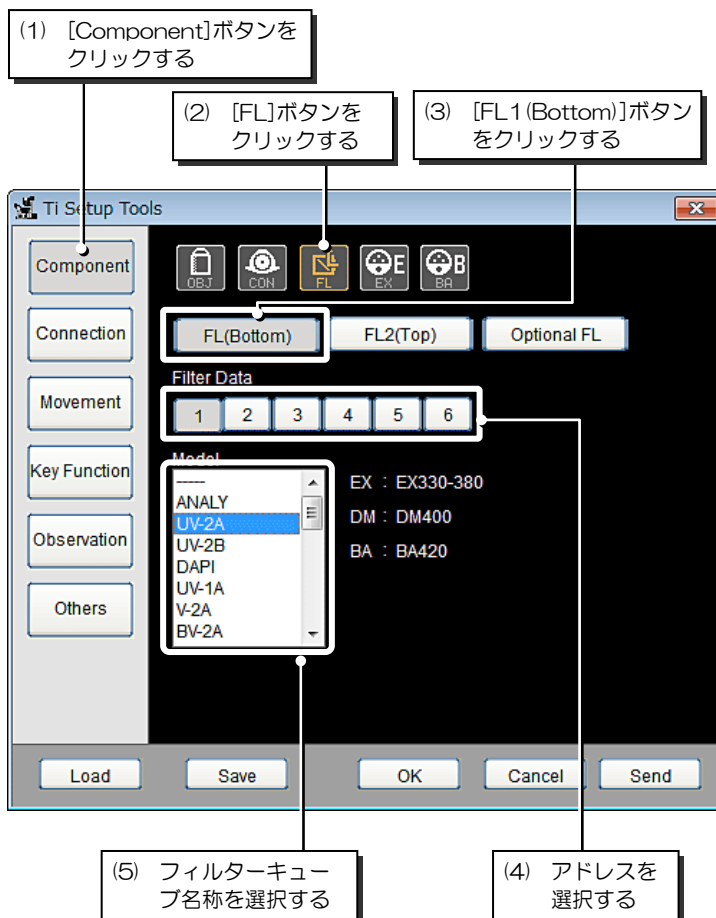 (1) [Component]ボタンを
クリックする
(2) [FL]ボタンを
クリックする
(3) [FL1(Bottom)]ボタン
をクリックする
Ti Setup Tools
Component
OBJ
CON
FL
E
EX
B
BA
Connection
FL(Bottom)
FL2(Top)
Optional FL
Filter Data
Movement
1 2 3 4 5 6
Model
Key Function
-----
ANALY
UV-2A
UV-2B
DAPI
UV-1A
V-2A
BV-2A
EX : EX330-380
DM : DM400
BA : BA420
Observation
Others
Load
Save
OK
Cancel
Send
(5) フィルターキュー
ブ名称を選択する
(4) アドレスを
選択する